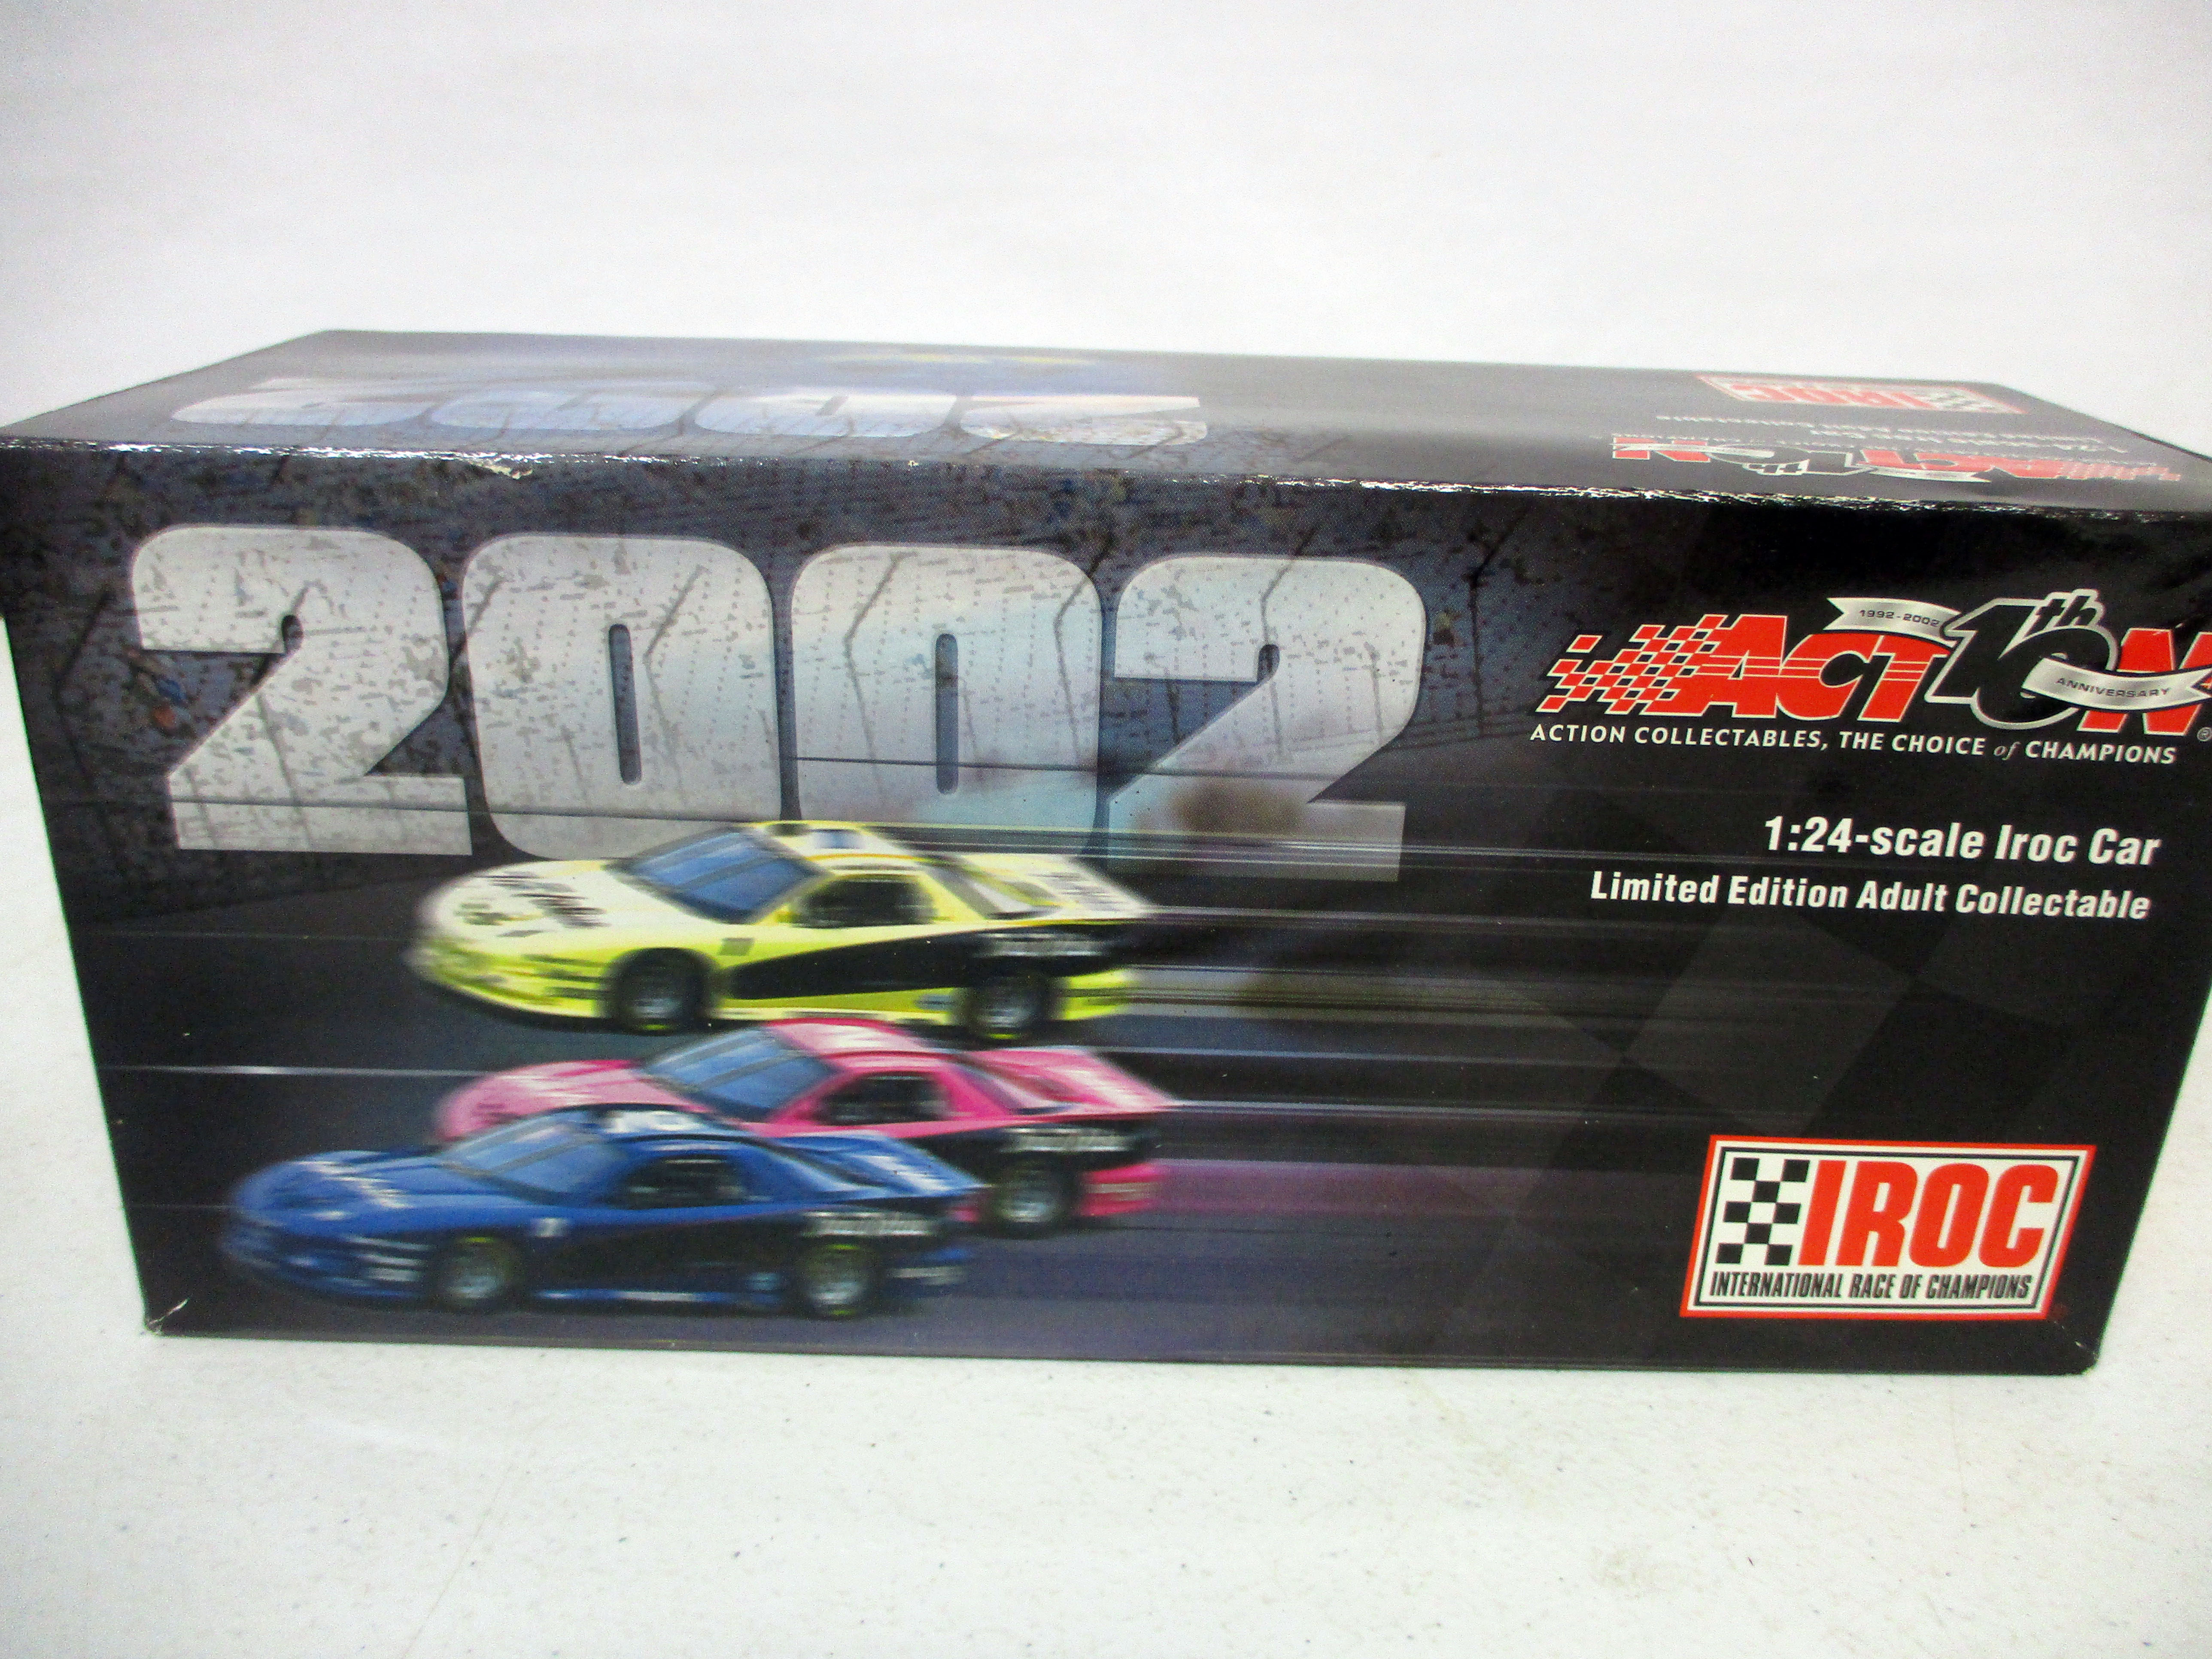 2002
1992-2002
ACTION
10th
ANNIVERSARY
ACTION COLLECTABLES, THE CHOICE of CHAMPIONS
1:24-scale Iroc Car
Limited Edition Adult Collectable
IROC
INTERNATIONAL RACE OF CHAMPIONS